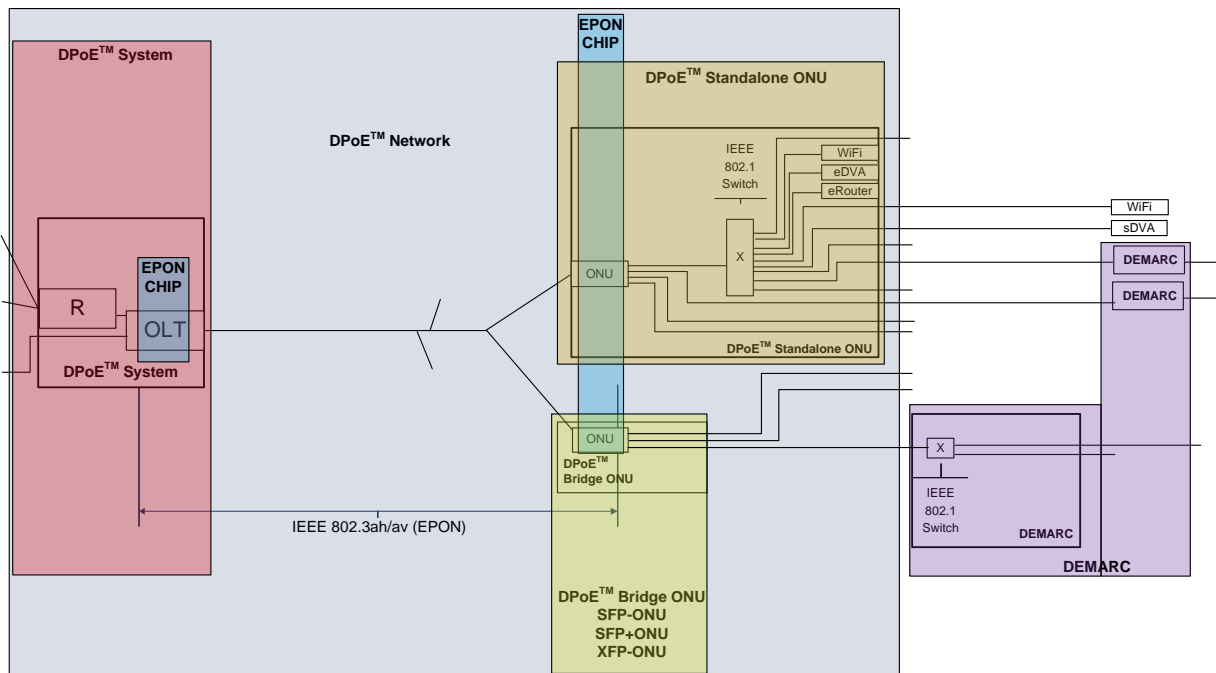 EPON
CHIP
DPoE™ System
DPoE™ Standalone ONU
DPoE™ Network
IEEE
802.1
Switch
WiFi
eDVA
eRouter
WiFi
sDVA
X
DEMARC
EPON
CHIP
ONU
R
DEMARC
OLT
DPoE™ Standalone ONU
DPoE™ System
ONU
X
DPoE™
Bridge ONU
IEEE
802.1
Switch
IEEE 802.3ah/av (EPON)
DEMARC
DEMARC
DPoE™ Bridge ONU
SFP-ONU
SFP+ONU
XFP-ONU